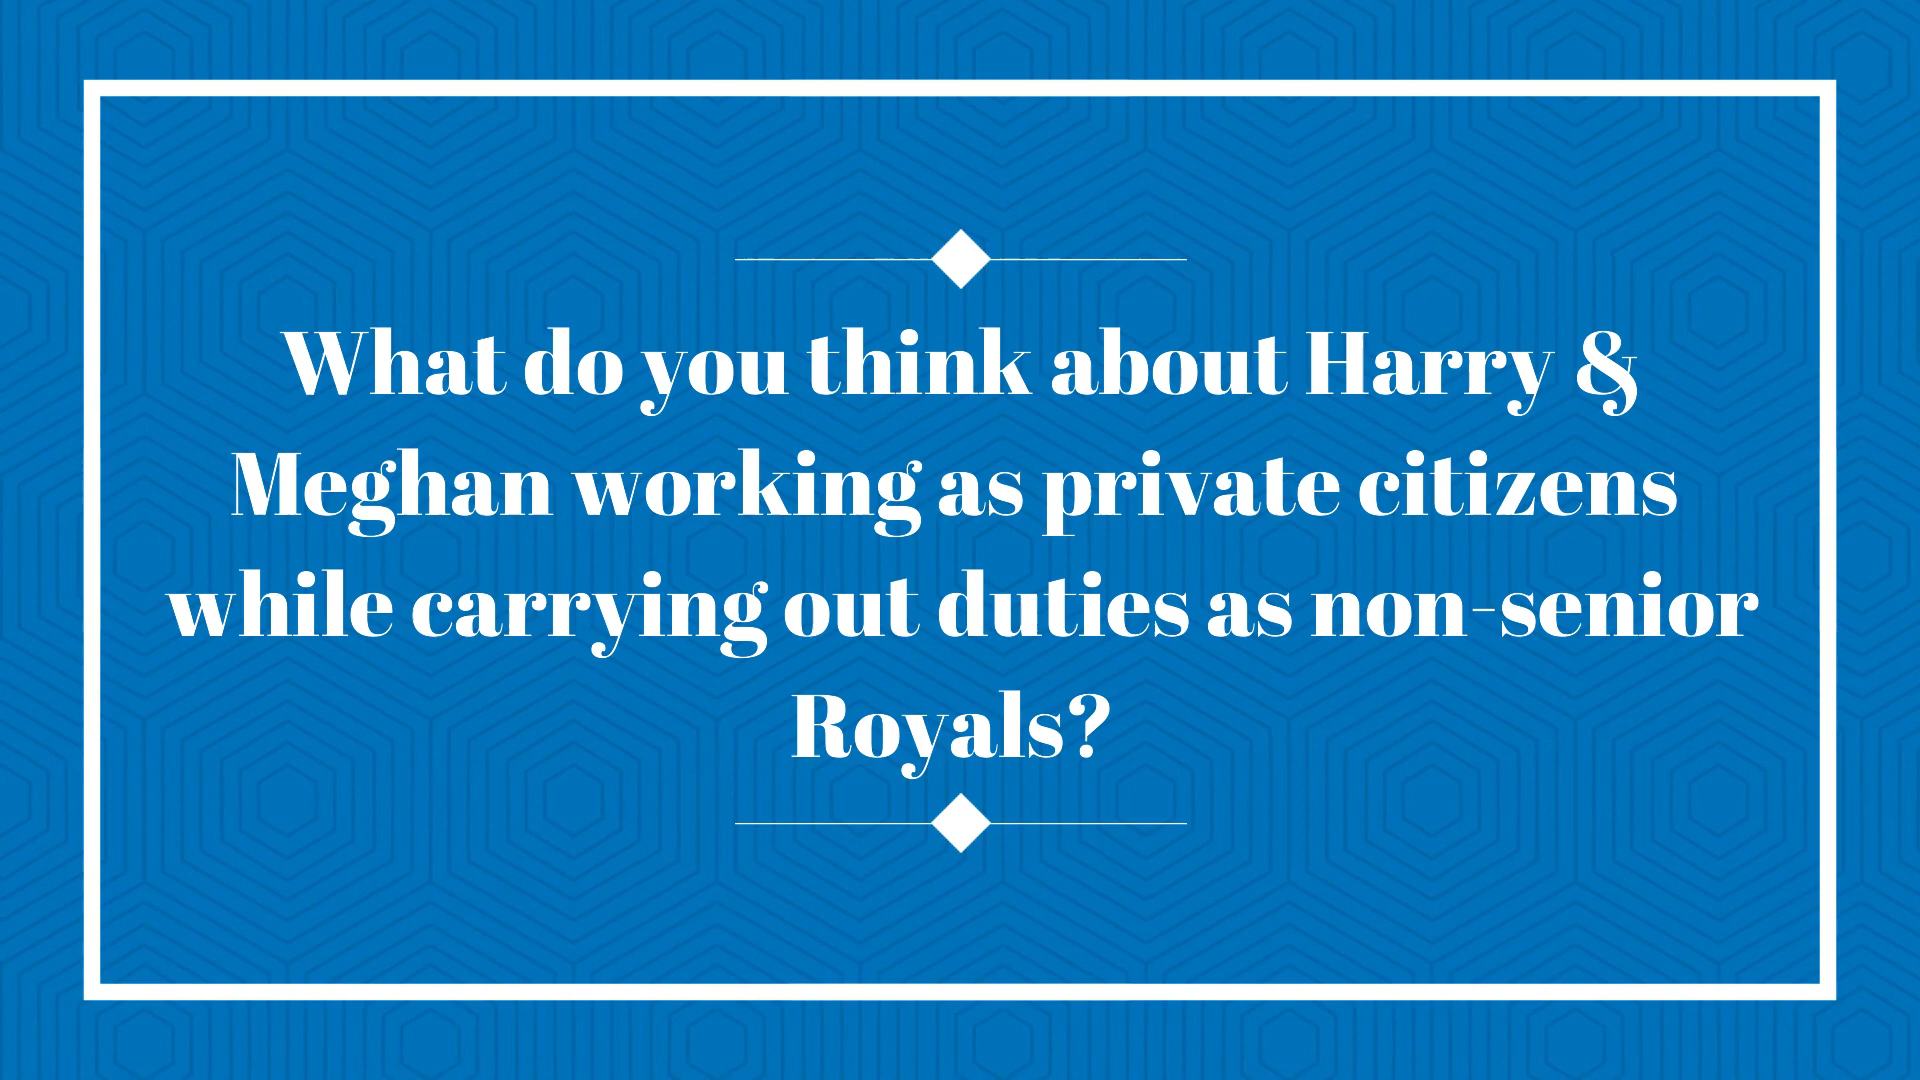 What do you think about Harry &
Meghan working as private citizens
while carrying out duties as non-senior
Royals?